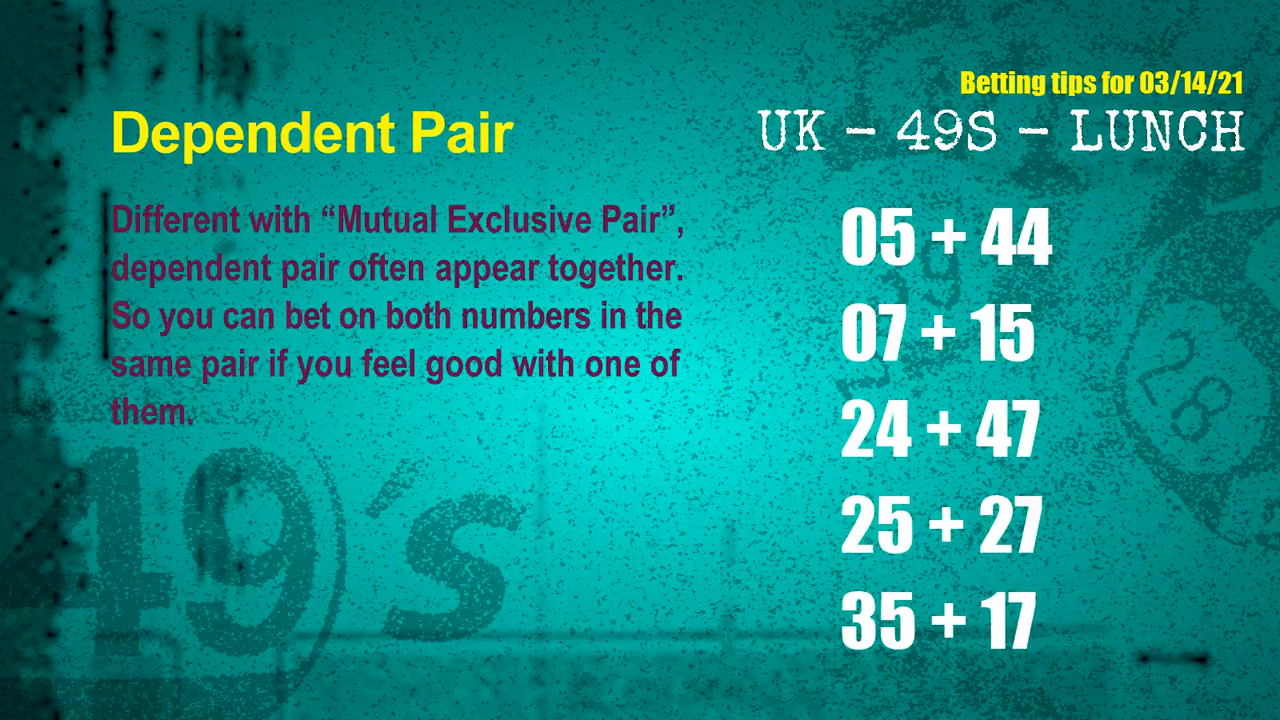 Betting tips for 03/14/21
UK - 49S - LUNCH
Dependent Pair
Different with “Mutual Exclusive Pair”,
dependent pair often appear together.
So you can bet on both numbers in the
same pair if you feel good with one of
them.
05 + 44
07 + 15
24 + 47
25 + 27
35 + 17
49's
28